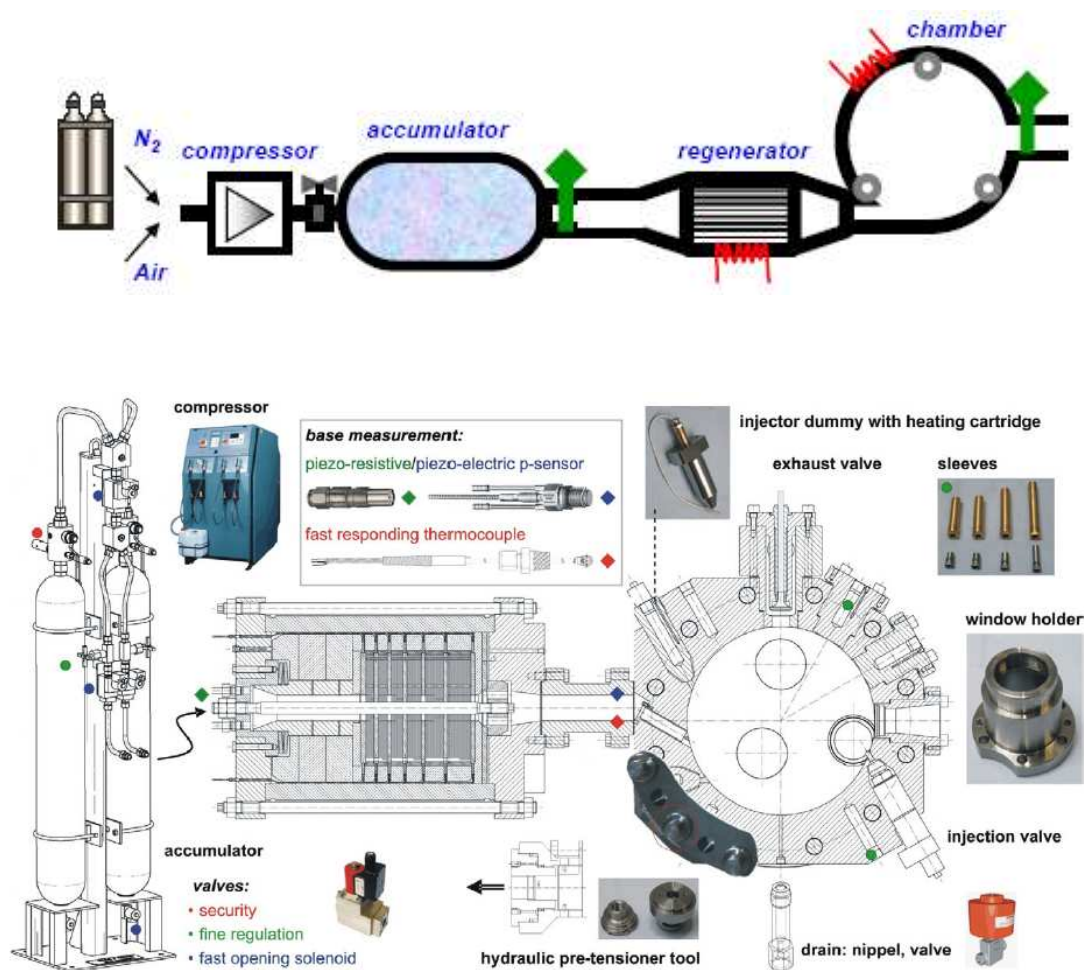 chamber
accumulator
N2
compressor
regenerator
Air
compressor
base measurement:
piezo-resistive/piezo-electric p-sensor
fast responding thermocouple
injector dummy with heating cartridge
exhaust valve
sleeves
window holder
injection valve
accumulator
valves:
• security
• fine regulation
• fast opening solenoid
hydraulic pre-tensioner tool
drain: nippel, valve